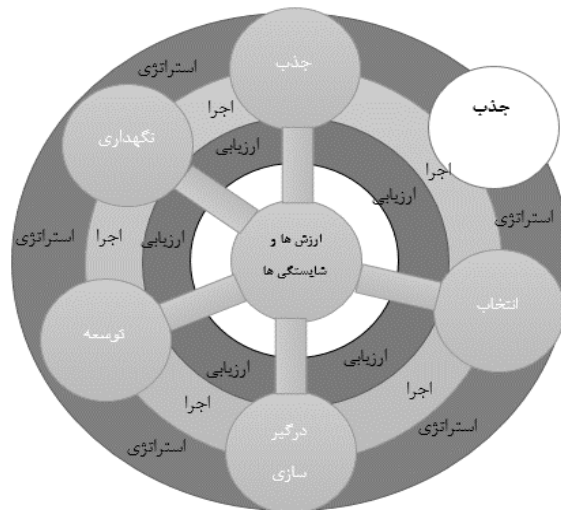 جذب
استراتژی
جذب
اجرا
نگهداری
ارزیابی
اجرا
ارزیابی
استراتژی
استراتژی
اجرا
ارزیابی
ارزش ها و
شایستگی ها
انتخاب
توسعه
ارزیابی
ارزیابی
اجرا
اجرا
استراتژی
استراتژی
درگیر
سازی